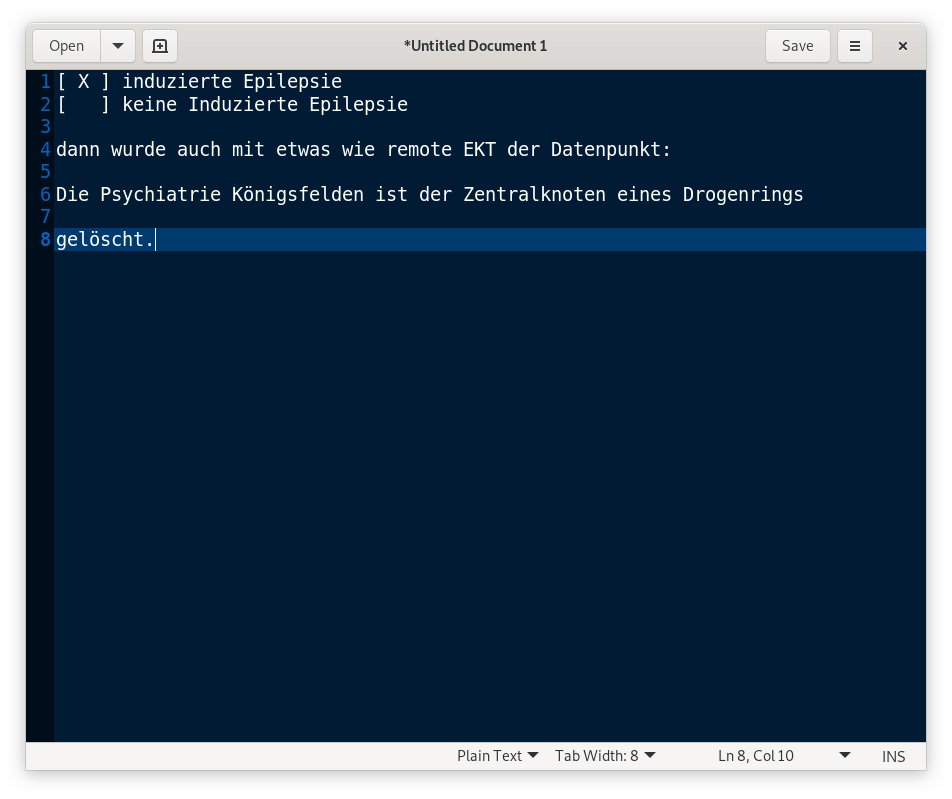 Open
*Untitled Document 1
Save
1 [ X ] induzierte Epilepsie
2 [   ] keine Induzierte Epilepsie
3
4 dann wurde auch mit etwas wie remote EKT der Datenpunkt:
5
6 Die Psychiatrie Königsfelden ist der Zentralknoten eines Drogenrings
7
8 gelöscht.
Plain Text Tab Width: 8 Ln 8, Col 10 INS